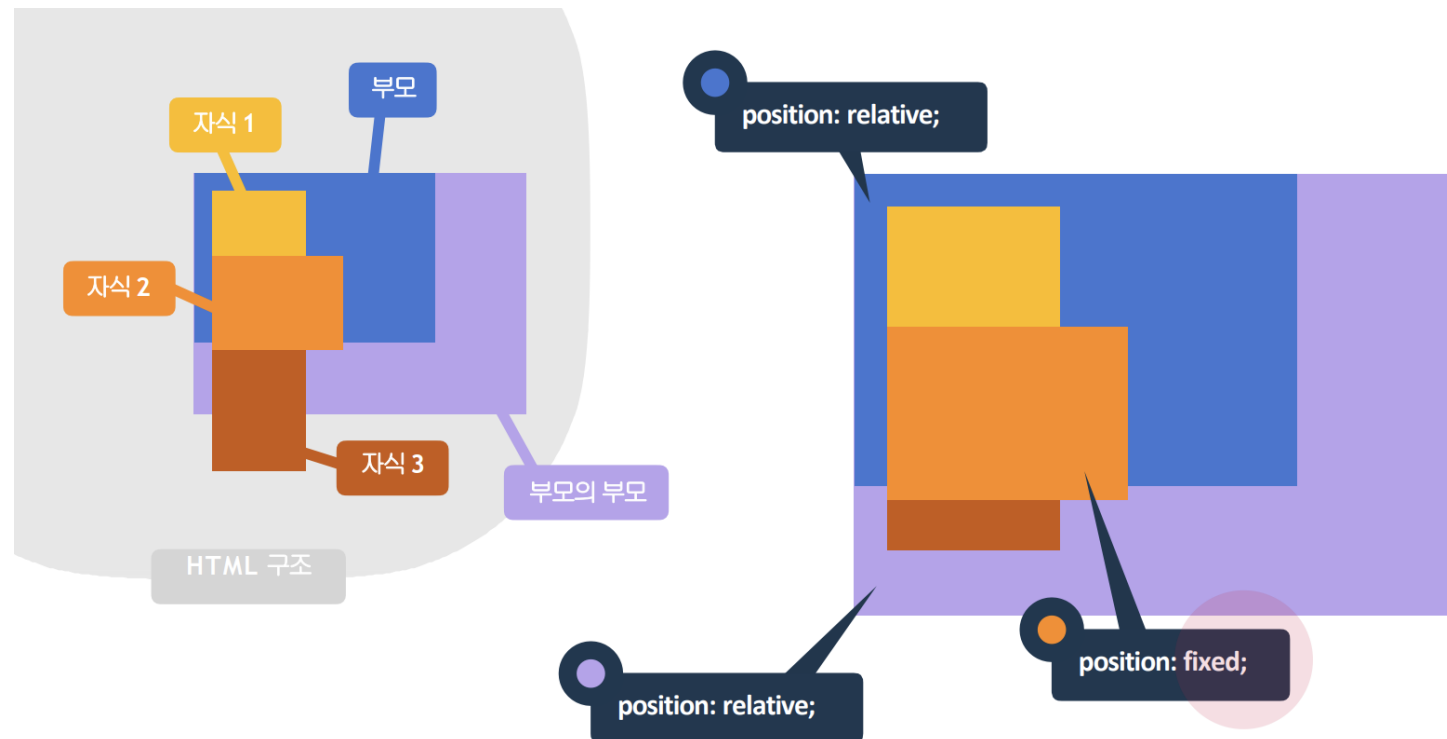 부모
자식 1
자식 2
자식 3
부모의 부모
HTML 구조
position: relative;
position: fixed;
position: relative;